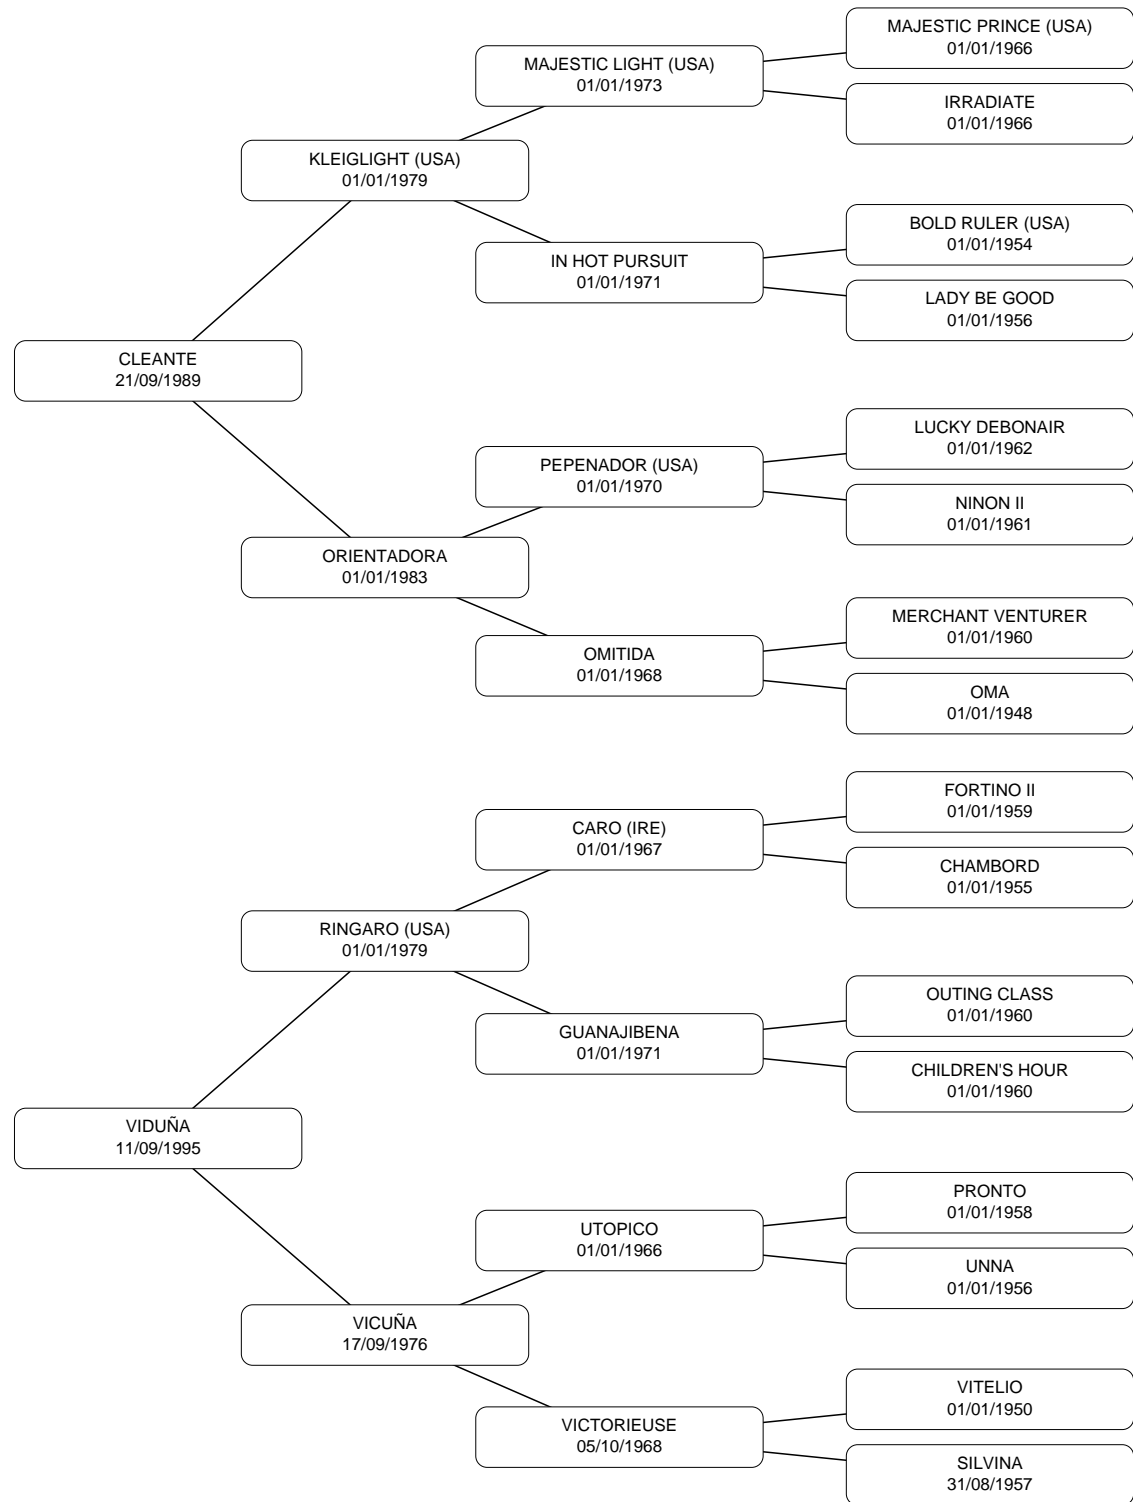 MAJESTIC PRINCE (USA)
01/01/1966
MAJESTIC LIGHT (USA)
01/01/1973
IRRADIATE
01/01/1966
KLEIGLIGHT (USA)
01/01/1979
BOLD RULER (USA)
01/01/1954
IN HOT PURSUIT
01/01/1971
LADY BE GOOD
01/01/1956
CLEANTE
21/09/1989
LUCKY DEBONAIR
01/01/1962
PEPENADOR (USA)
01/01/1970
NINON II
01/01/1961
ORIENTADORA
01/01/1983
MERCHANT VENTURER
01/01/1960
OMITIDA
01/01/1968
OMA
01/01/1948
FORTINO II
01/01/1959
CARO (IRE)
01/01/1967
CHAMBORD
01/01/1955
RINGARO (USA)
01/01/1979
OUTING CLASS
01/01/1960
GUANAJIBENA
01/01/1971
CHILDREN'S HOUR
01/01/1960
VIDUÑA
11/09/1995
PRONTO
01/01/1958
UTOPICO
01/01/1966
UNNA
01/01/1956
VICUÑA
17/09/1976
VITELIO
01/01/1950
VICTORIEUSE
05/10/1968
SILVINA
31/08/1957